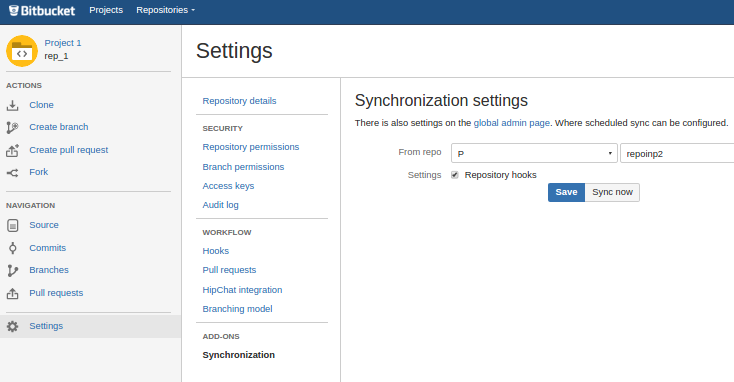 Bitbucket Projects Repositories
Project 1
rep_1
ACTIONS
Clone
Create branch
Create pull request
Fork
NAVIGATION
Source
Commits
Branches
Pull requests
Settings
Settings
Repository details
SECURITY
Repository permissions
Branch permissions
Access keys
Audit log
WORKFLOW
Hooks
Pull requests
HipChat integration
Branching model
ADD-ONS
Synchronization
Synchronization settings
There is also settings on the global admin page. Where scheduled sync can be configured.
From repo P repoinp2
Settings Repository hooks
Save Sync now